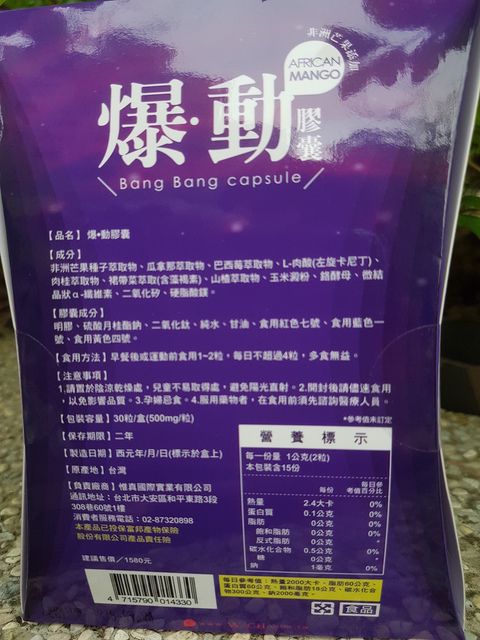 非洲芒果添加
AFRICAN
MANGO
爆·動
膠囊
Bang Bang capsule
【品名】爆•動膠囊
【成分】
非洲芒果種子萃取物、瓜拿那萃取物、巴西莓萃取物、L-肉酸(左旋卡尼丁)、
肉桂萃取物、裙帶菜萃取(含藻褐素)、山楂萃取物、玉米澱粉、鉻酵母、微結
晶狀α-纖維素、二氧化矽、硬脂酸鎂。
【膠囊成分】
明膠、硫酸月桂酯鈉、二氧化鈦、純水、甘油、食用紅色七號、食用藍色一
號、食用黃色四號。
【食用方法】早餐後或運動前食用1~2粒，每日不超過4粒，多食無益。
【注意事項】
1.請置於陰涼乾燥處，兒童不易取得處，避免陽光直射。2.開封後請儘速食用
，以免影響品質。3.孕婦忌食。4.服用藥物者，在食用前須先諮詢醫療人員。
【包裝容量】30粒/盒(500mg/粒)
*參考值未訂定
【保存期限】二年
【製造日期】西元年/月/日(標示於盒上)
【原產地】台灣
【負責廠商】惟真國際實業有限公司
通訊地址：台北市大安區和平東路3段
308巷60號1樓
消費者服務電話：02-87320898
本產品已投保富邦產物保險
股份有限公司產品責任險
建議售價／1580元
4 715790 014330
營養標示
每一份量 1公克(2粒)
本包裝含15份
每份 每日參考值百分比
熱量 2.4大卡 0%
蛋白質 0.1公克 0%
脂肪 0公克 0%
飽和脂肪 0公克 0%
反式脂肪 0公克
碳水化合物 0.5公克 0%
糖 0公克 *
鈉 1毫克 0%
每日參考值：熱量2000大卡、脂肪60公克、
蛋白質60公克、飽和脂肪18公克、碳水化合
物300公克、鈉2000毫克。
食品